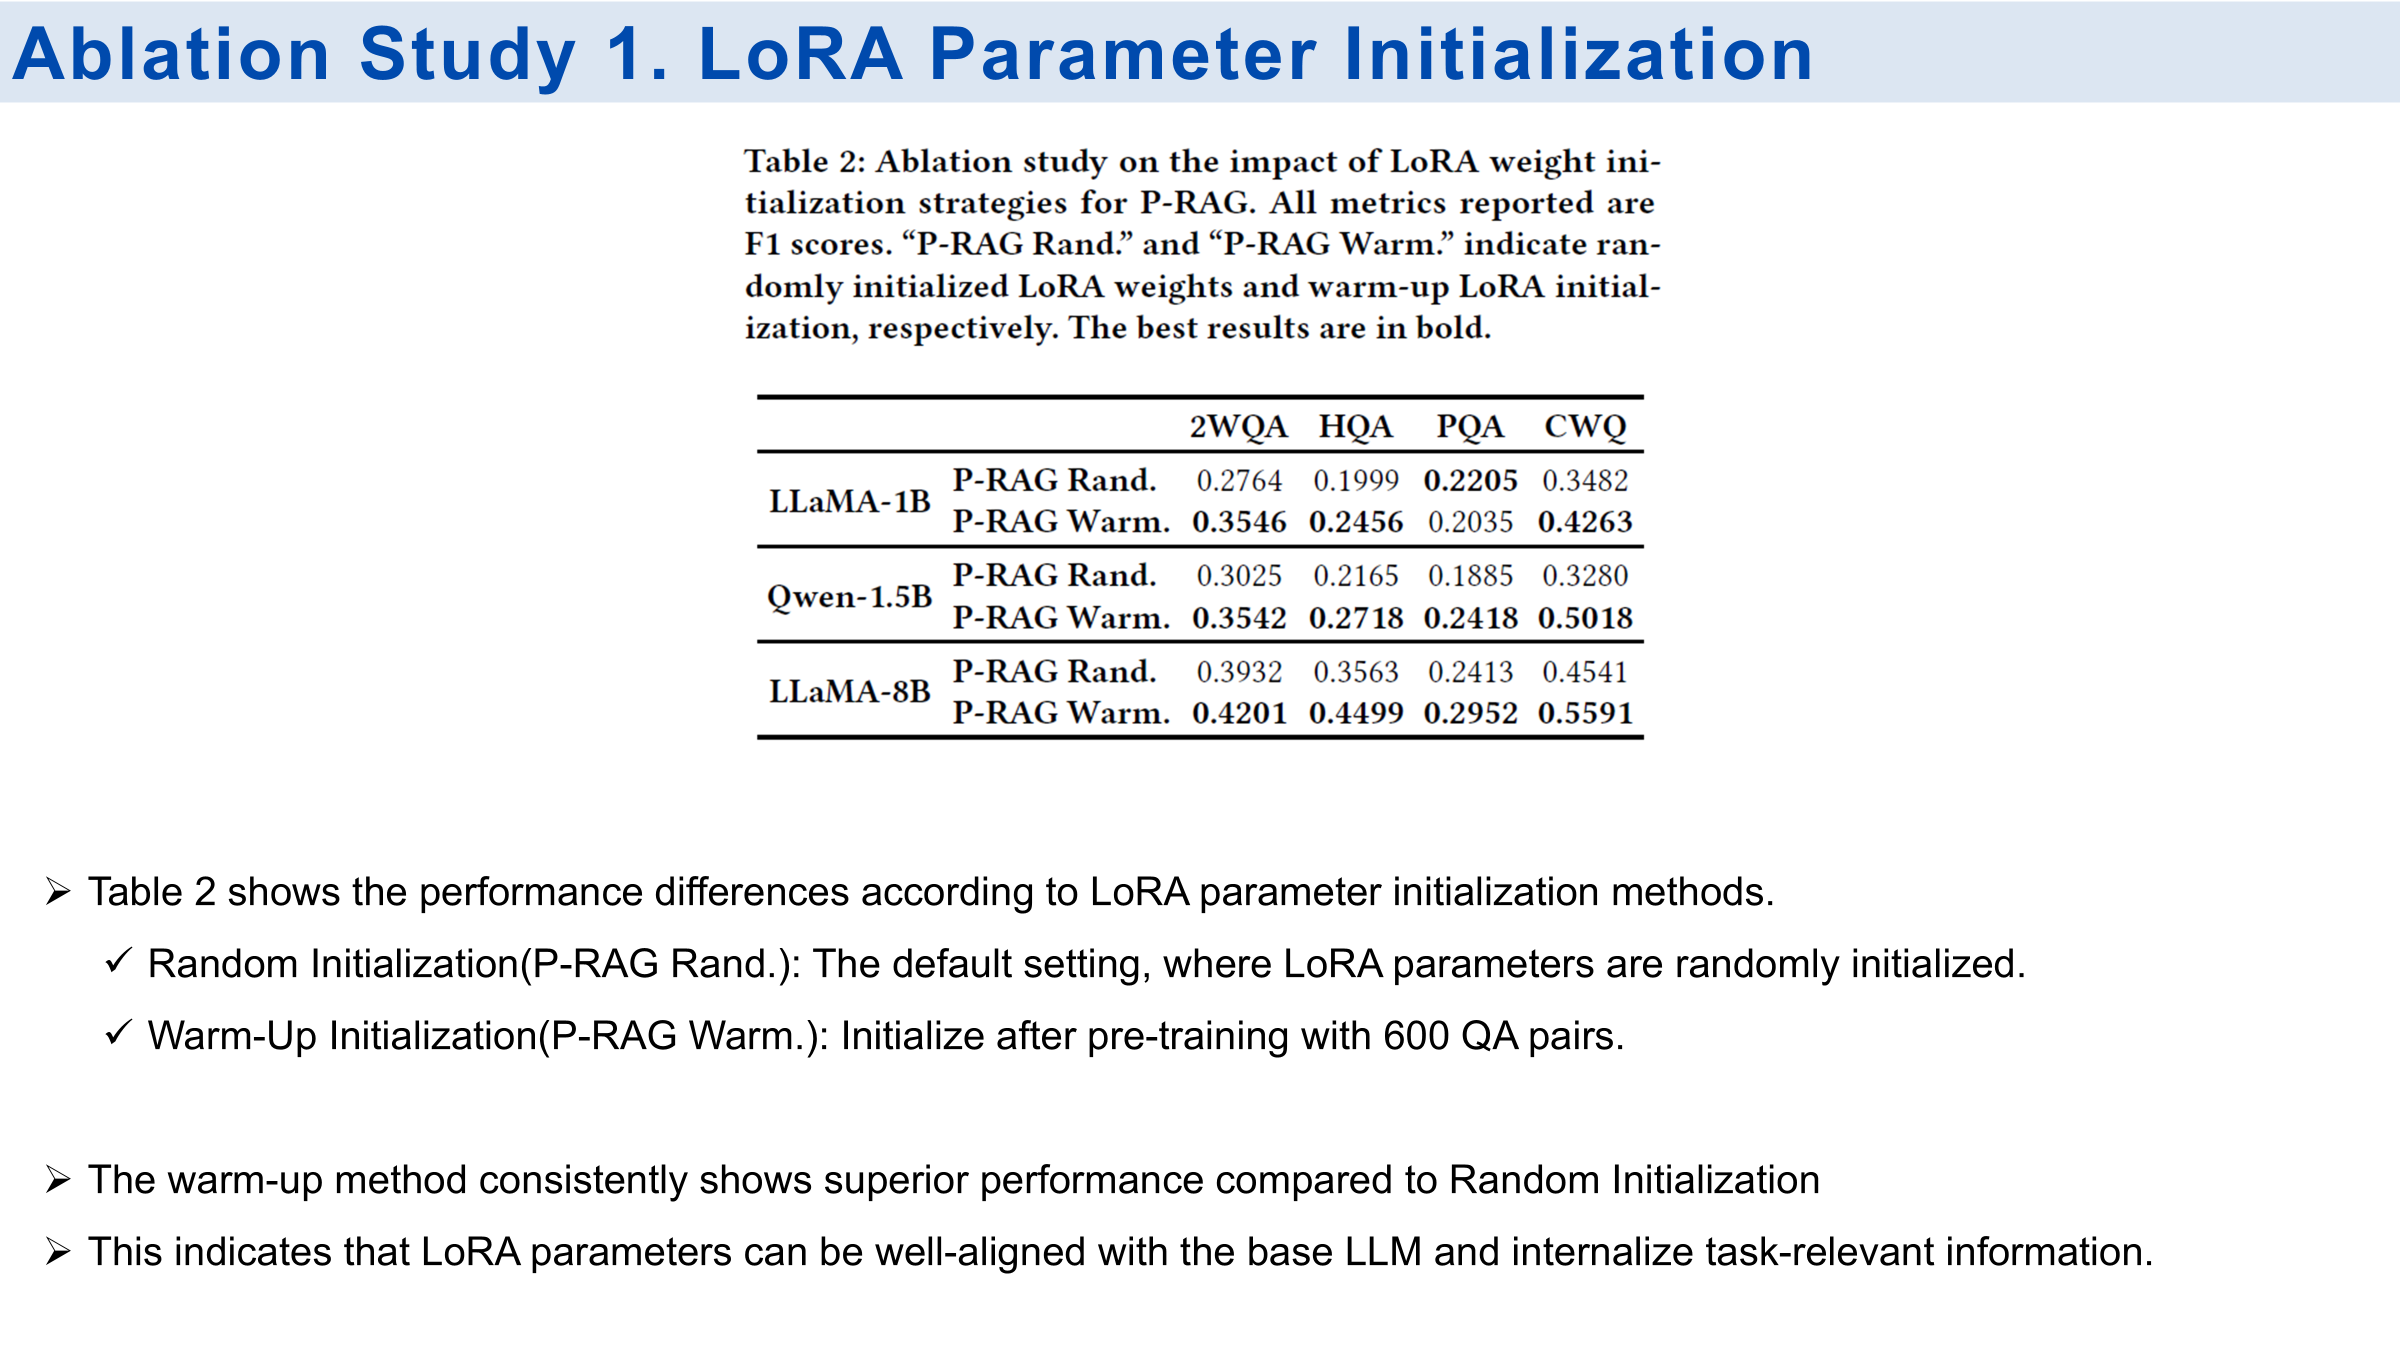 Ablation Study 1. LoRA Parameter Initialization
Table 2: Ablation study on the impact of LoRA weight ini-
tialization strategies for P-RAG. All metrics reported are
F1 scores. “P-RAG Rand.” and “P-RAG Warm.” indicate ran-
domly initialized LoRA weights and warm-up LoRA initial-
ization, respectively. The best results are in bold.
2WQA HQA PQA CWQ
LLaMA-1B
P-RAG Rand. 0.2764 0.1999 0.2205 0.3482
P-RAG Warm. 0.3546 0.2456 0.2035 0.4263
Qwen-1.5B
P-RAG Rand. 0.3025 0.2165 0.1885 0.3280
P-RAG Warm. 0.3542 0.2718 0.2418 0.5018
LLaMA-8B
P-RAG Rand. 0.3932 0.3563 0.2413 0.4541
P-RAG Warm. 0.4201 0.4499 0.2952 0.5591
➢ Table 2 shows the performance differences according to LoRA parameter initialization methods.
✓ Random Initialization(P-RAG Rand.): The default setting, where LoRA parameters are randomly initialized.
✓ Warm-Up Initialization(P-RAG Warm.): Initialize after pre-training with 600 QA pairs.
➢ The warm-up method consistently shows superior performance compared to Random Initialization
➢ This indicates that LoRA parameters can be well-aligned with the base LLM and internalize task-relevant information.